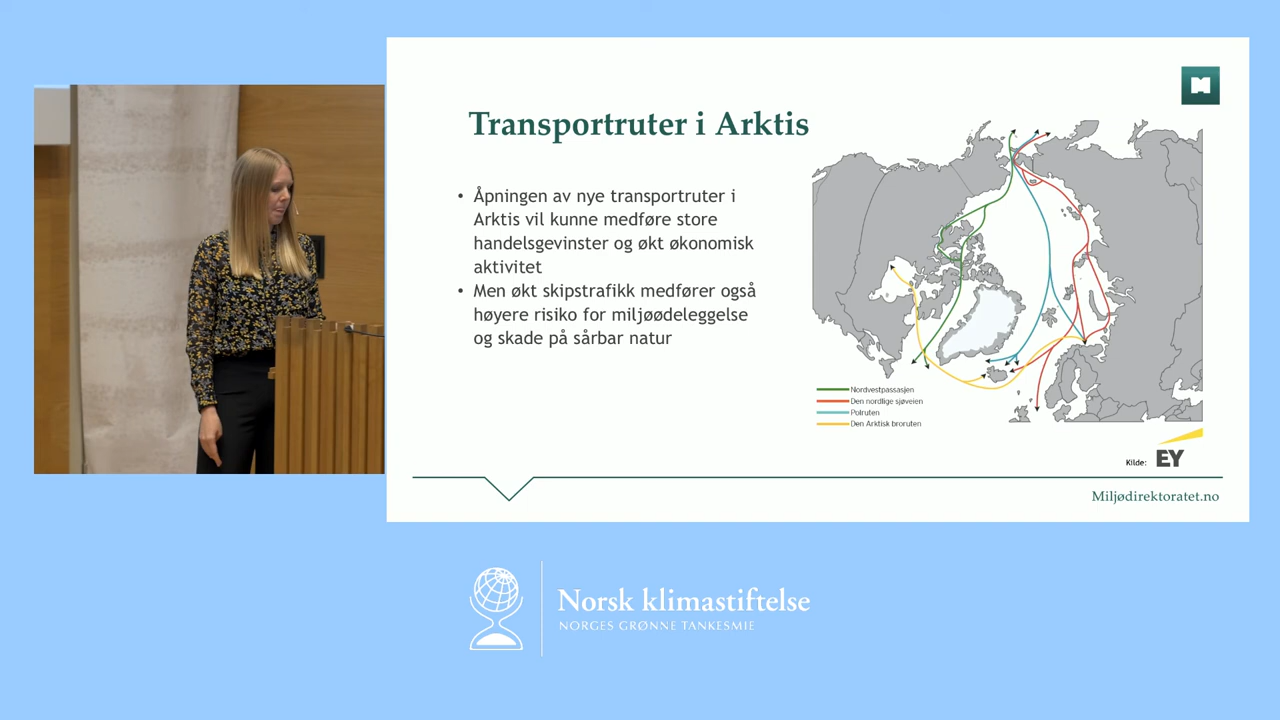 Transportruter i Arktis
• Åpningen av nye transportruter i
Arktis vil kunne medføre store
handelsgevinster og økt økonomisk
aktivitet
• Men økt skipstrafikk medfører også
høyere risiko for miljøødeleggelse
og skade på sårbar natur
Nordvestpassasjen
Den nordlige sjøveien
Polruten
Den Arktisk broruten
Kilde: EY
Miljødirektoratet.no
Norsk klimastiftelse
NORGES GRØNNE TANKESMIE